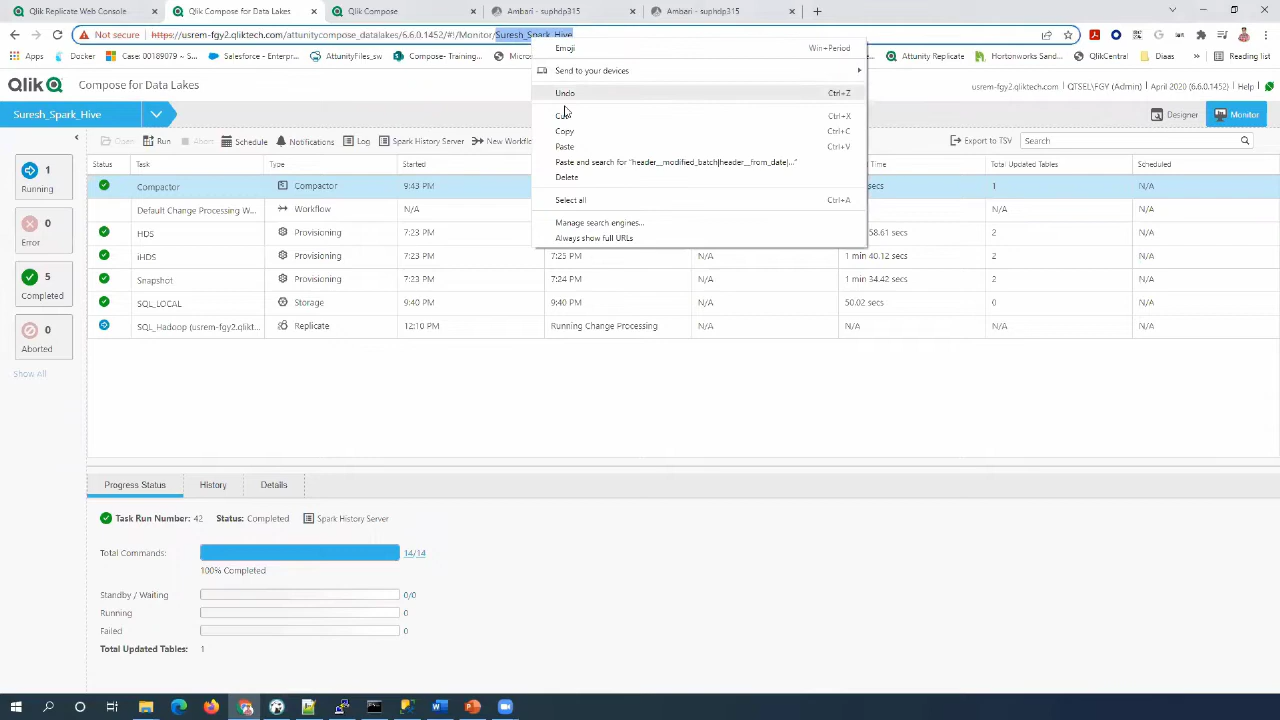 Qlik Replicate Web Console
Qlik Compose for Data Lakes
Qlik Compose
Ambari - suphdp315
Ambari - suphdp315
Not secure
https://usrem-fgy2.qliktech.com/attunitycompose_datalakes/6.6.0.1452/#!/Monitor/Suresh_Spark_Hive
Apps
Docker
Case: 00189079 ~ D...
Salesforce - Enterpr...
AttunityFiles
Compose - Training...
Microsoft
QlikPeriod
Attunity Replicate
Hortonworks Sandb...
QlikCentral
Diaas
Reading list
Emoji Win+Period
Send to your devices
Undo Ctrl+Z
Ctrl+X
Copy Ctrl+C
Paste Ctrl+V
Paste and search for "header__modified_batch|header__from_date|..."
Delete
Select all Ctrl+A
Manage search engines...
Always show full URLs
Qlik Compose for Data Lakes
usrem-fgy2.qliktech.com
QTSEL\FGY (Admin)
April 2020 (6.6.0.1452)
Help
Suresh_Spark_Hive
Designer
Monitor
Open
Run
Abort
Schedule
Notifications
Log
Spark History Server
New Workflo
Export to TSV
Search
1
Running
0
Error
5
Completed
0
Aborted
Show All
Status Task Type Started Time Total Updated Tables Scheduled
Compactor Compactor 9:43 PM secs 1 N/A
Default Change Processing W... Workflow N/A N/A N/A
HDS Provisioning 7:23 PM 58.61 secs 2 N/A
iHDS Provisioning 7:23 PM 7:23 PM N/A 1 min 40.12 secs 2 N/A
Snapshot Provisioning 7:23 PM 7:24 PM N/A 1 min 34.42 secs 2 N/A
SQL_LOCAL Storage 9:40 PM 9:40 PM N/A 50.02 secs 0 N/A
SQL_Hadoop (usrem-fgy2.qlikt... Replicate 12:10 PM Running Change Processing N/A N/A N/A N/A
Progress Status
History
Details
Task Run Number: 42 Status: Completed Spark History Server
Total Commands: 14/14
100% Completed
Standby / Waiting 0/0
Running 0
Failed 0
Total Updated Tables: 1